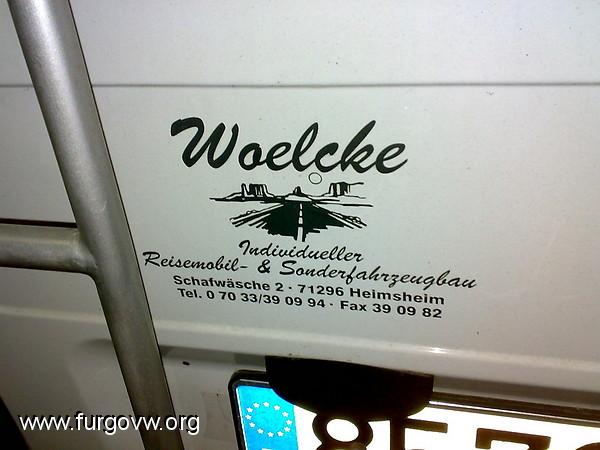 Woelcke
Individueller
Reisemobil- & Sonderfahrzeugbau
Schafwäsche 2 · 71296 Heimsheim
Tel. 0 70 33/39 09 94 · Fax 39 09 82
www.furgovw.org